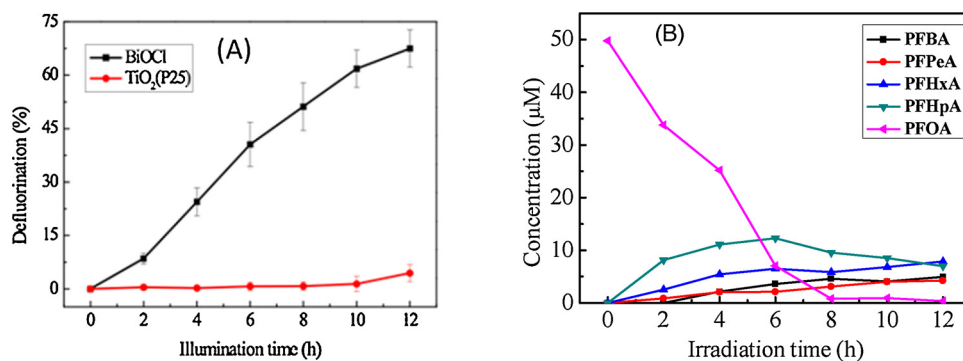 (A)
BiOCl
TiO2(P25)
Defluorination (%)
75
60
45
30
15
0
0 2 4 6 8 10 12
Illumination time (h)
(B)
PFBA
PFPeA
PFHxA
PFHpA
PFOA
Concentration (μM)
50
40
30
20
10
0
0 2 4 6 8 10 12
Irradiation time (h)